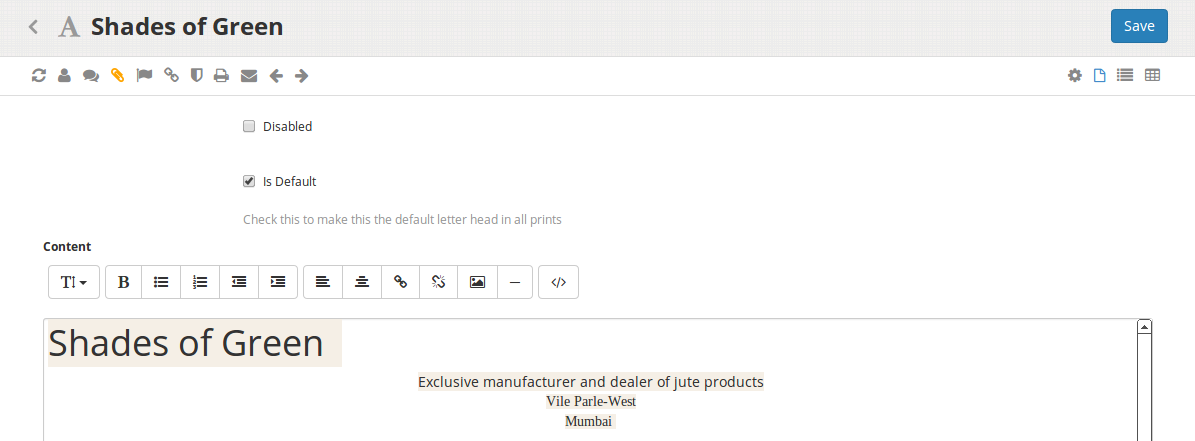 A Shades of Green
Save
Disabled
Is Default
Check this to make this the default letter head in all prints
Content
T B </>
Shades of Green
Exclusive manufacturer and dealer of jute products
Vile Parle-West
Mumbai